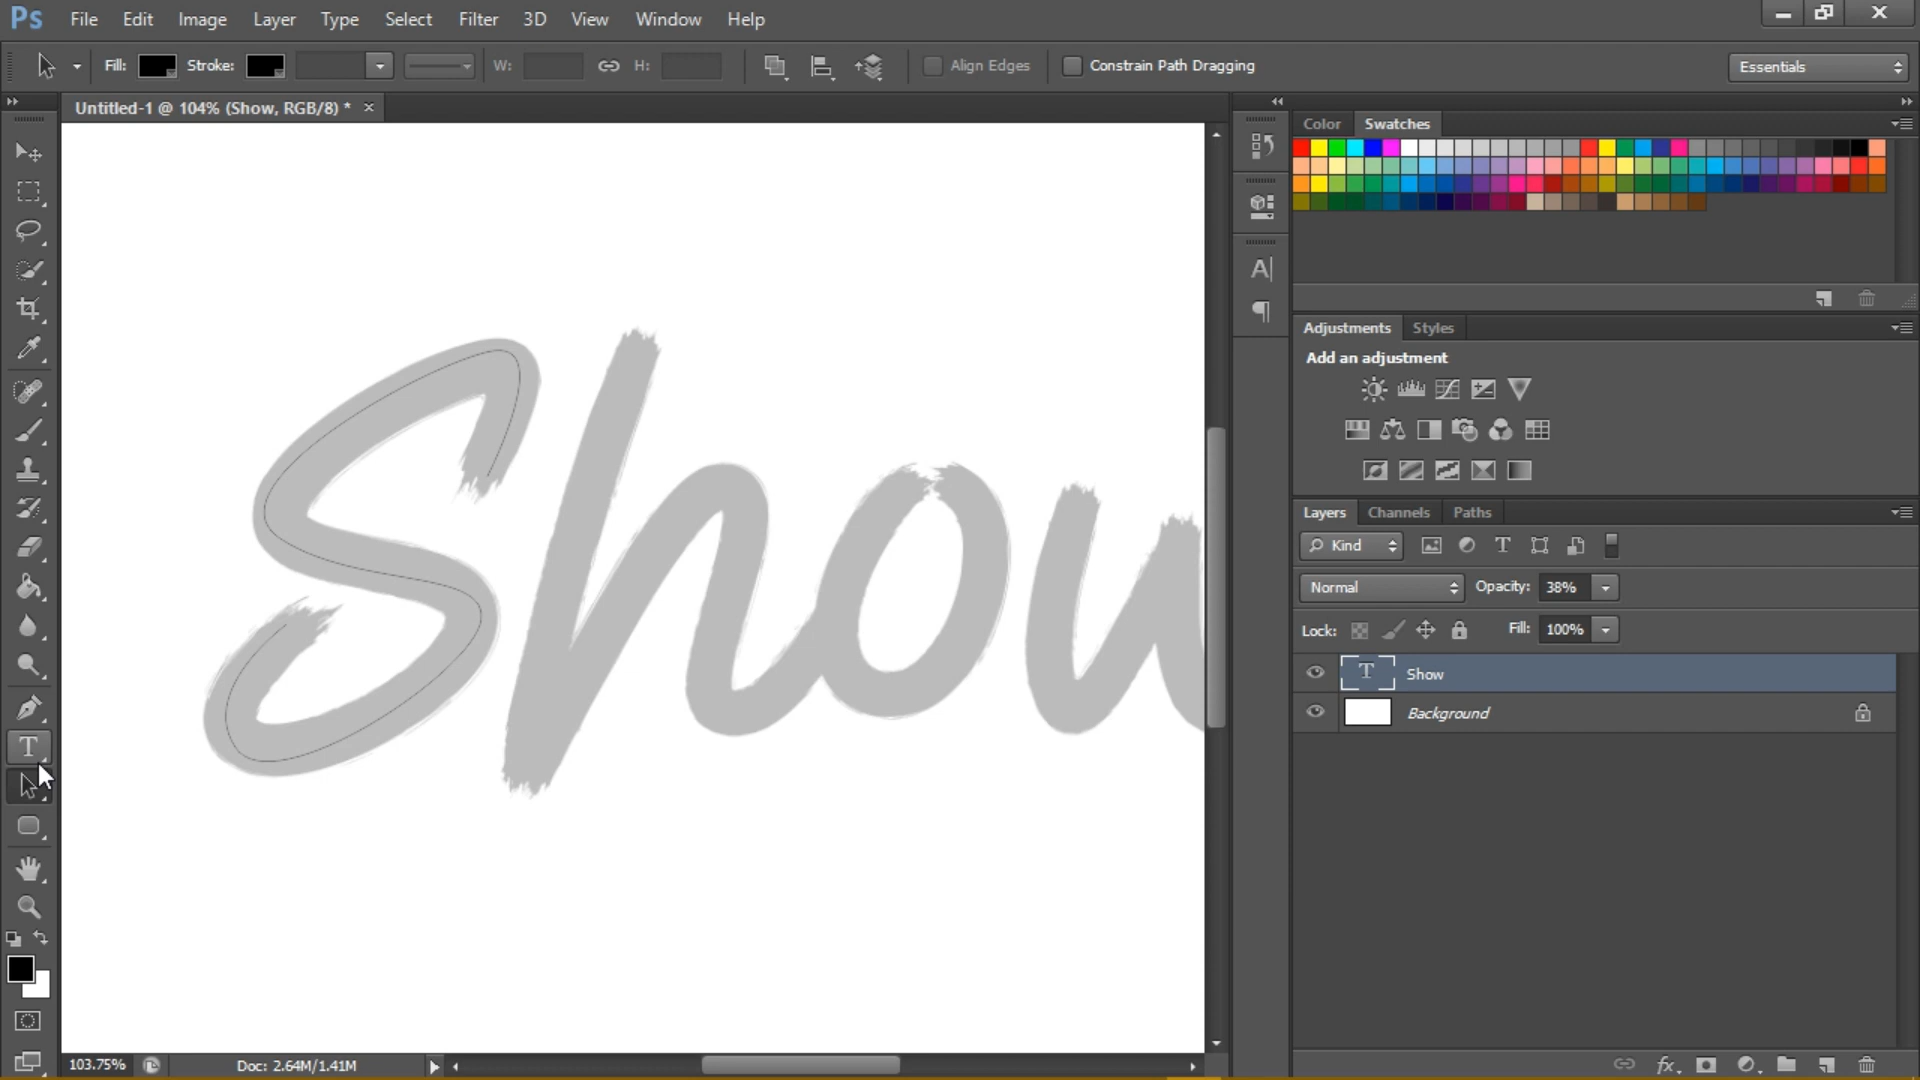 Ps File Edit Image Layer Type Select Filter 3D View Window Help
Fill: Stroke: W: H: Align Edges Constrain Path Dragging Essentials
Untitled-1 @ 104% (Show, RGB/8) * ×
Color Swatches
Adjustments Styles
Add an adjustment
Show
Layers Channels Paths
Kind T
Normal Opacity: 38%
Lock: Fill: 100%
T Show
Background
T
A
¶
fx
103.75% Doc: 2.64M/1.41M